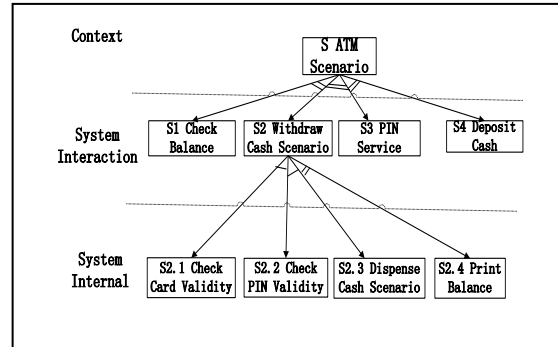 Context
S ATM
Scenario
System
Interaction
S1 Check
Balance
S2 Withdraw
Cash Scenario
S3 PIN
Service
S4 Deposit
Cash
System
Internal
S2.1 Check
Card Validity
S2.2 Check
PIN Validity
S2.3 Dispense
Cash Scenario
S2.4 Print
Balance